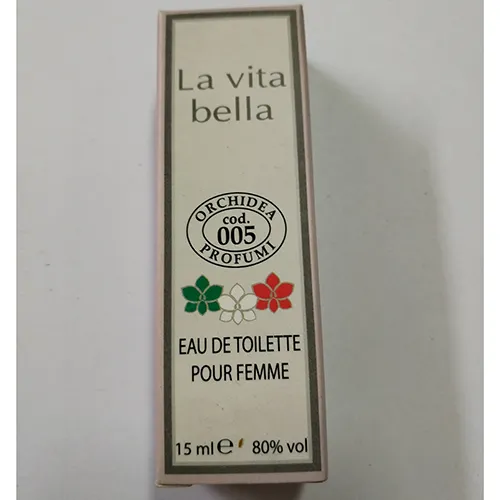 La vita
bella
ORCHIDEA
cod.
005
PROFUMI
EAU DE TOILETTE
POUR FEMME
15 ml ℮ 80% vol